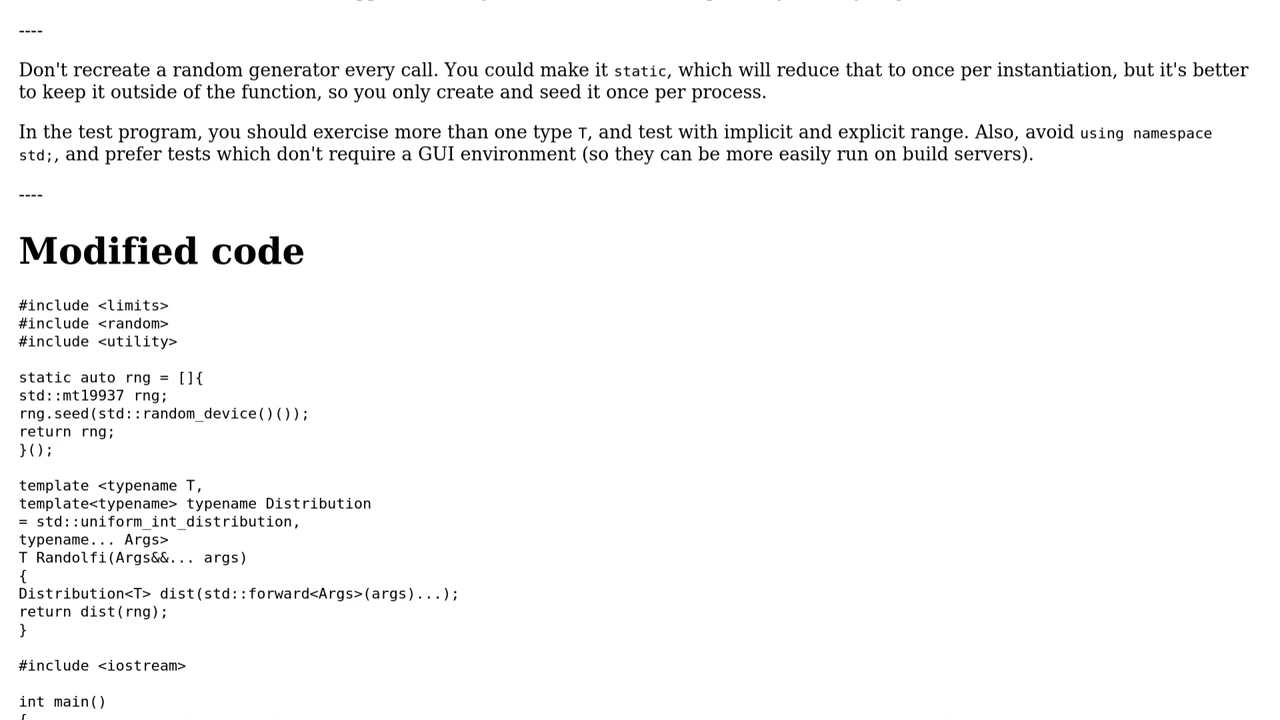 ----
Don't recreate a random generator every call. You could make it static, which will reduce that to once per instantiation, but it's better
to keep it outside of the function, so you only create and seed it once per process.
In the test program, you should exercise more than one type T, and test with implicit and explicit range. Also, avoid using namespace
std;, and prefer tests which don't require a GUI environment (so they can be more easily run on build servers).
----
Modified code
#include <limits>
#include <random>
#include <utility>
static auto rng = []{
std::mt19937 rng;
rng.seed(std::random_device()());
return rng;
}();
template <typename T,
template<typename> typename Distribution
= std::uniform_int_distribution,
typename... Args>
T Randolfi(Args&&... args)
{
Distribution<T> dist(std::forward<Args>(args)...);
return dist(rng);
}
#include <iostream>
int main()
{